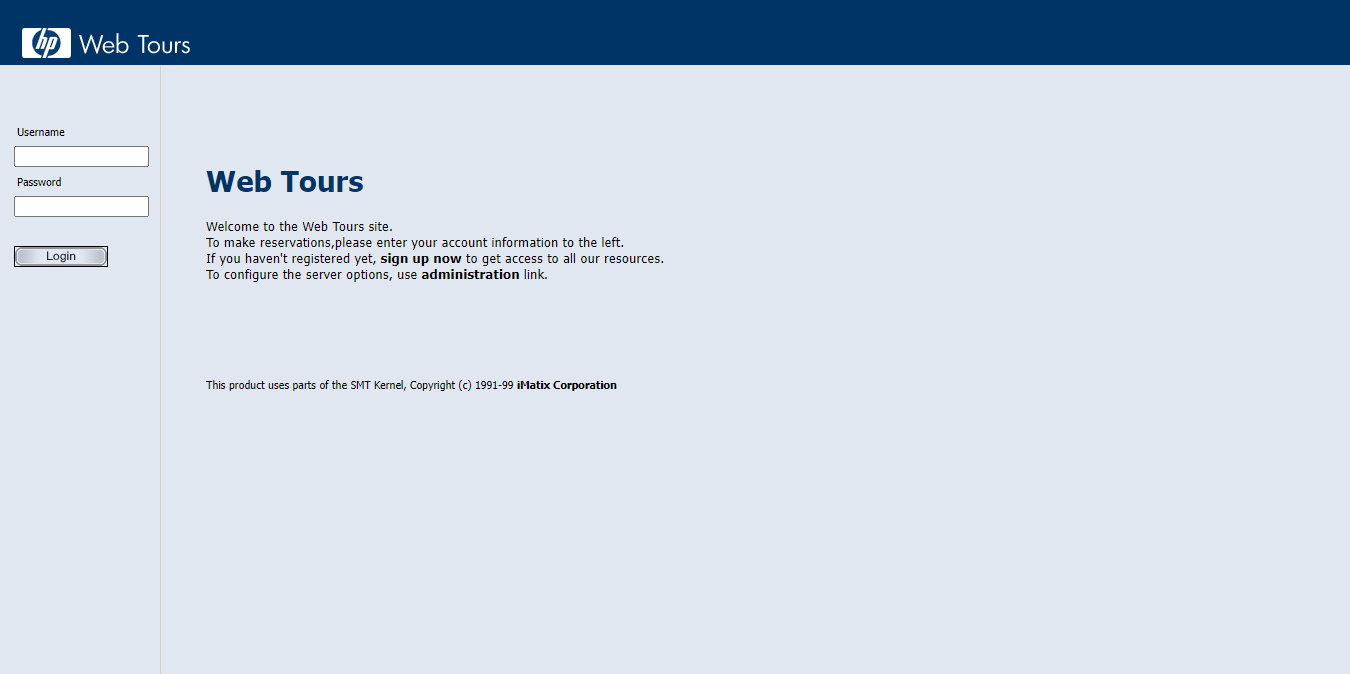 hp Web Tours
Username
Password
Login
Web Tours
Welcome to the Web Tours site.
To make reservations,please enter your account information to the left.
If you haven't registered yet, sign up now to get access to all our resources.
To configure the server options, use administration link.
This product uses parts of the SMT Kernel, Copyright (c) 1991-99 iMatix Corporation